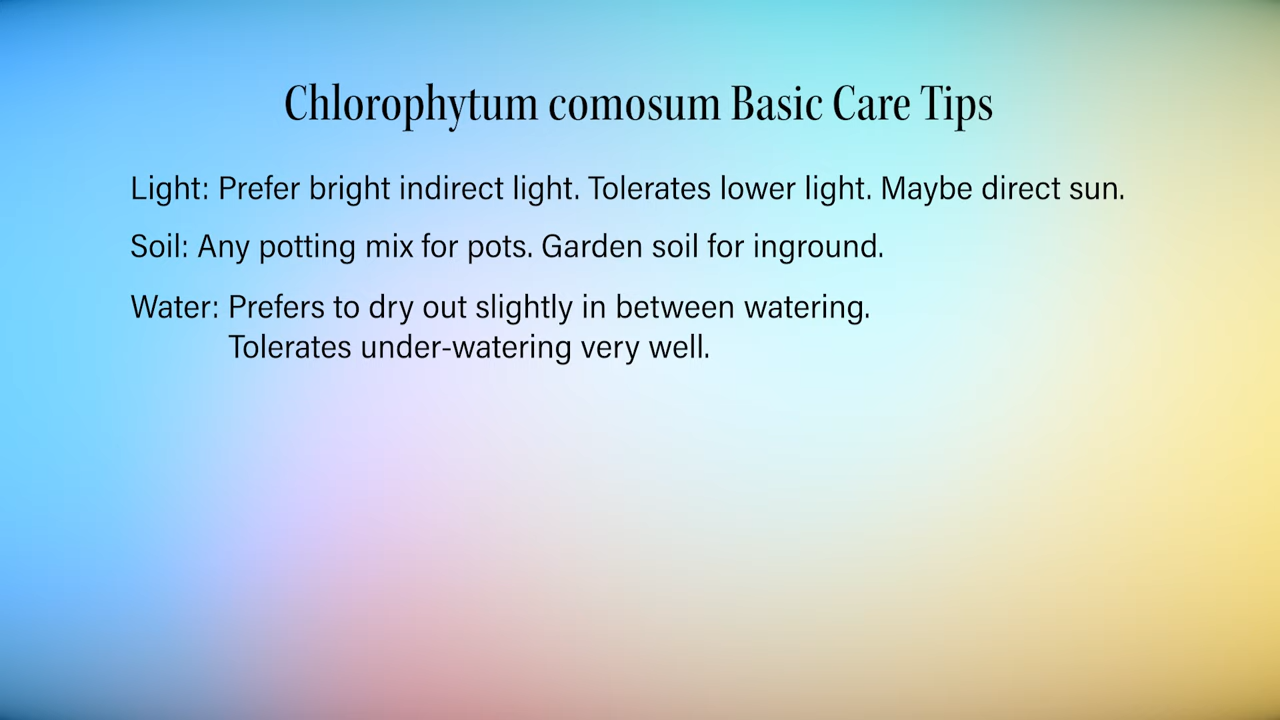 Chlorophytum comosum Basic Care Tips
Light: Prefer bright indirect light. Tolerates lower light. Maybe direct sun.
Soil: Any potting mix for pots. Garden soil for inground.
Water: Prefers to dry out slightly in between watering.
Tolerates under-watering very well.